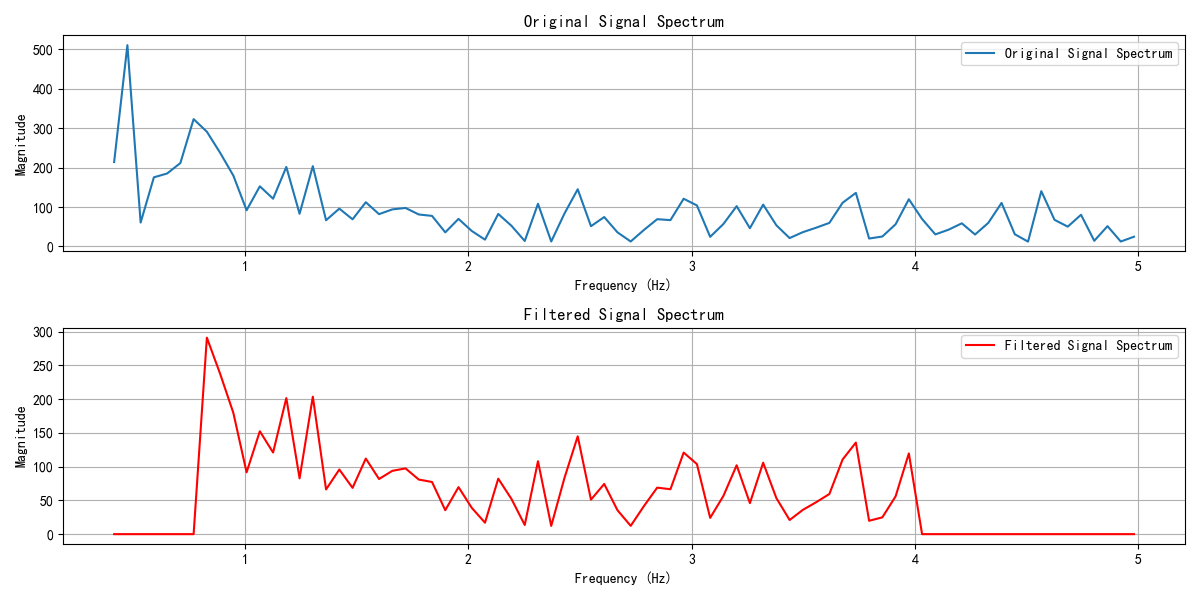 Original Signal Spectrum
Original Signal Spectrum
Magnitude
500
400
300
200
100
0
1
2
3
4
5
Frequency (Hz)
Filtered Signal Spectrum
Filtered Signal Spectrum
Magnitude
300
250
200
150
100
50
0
1
2
3
4
5
Frequency (Hz)